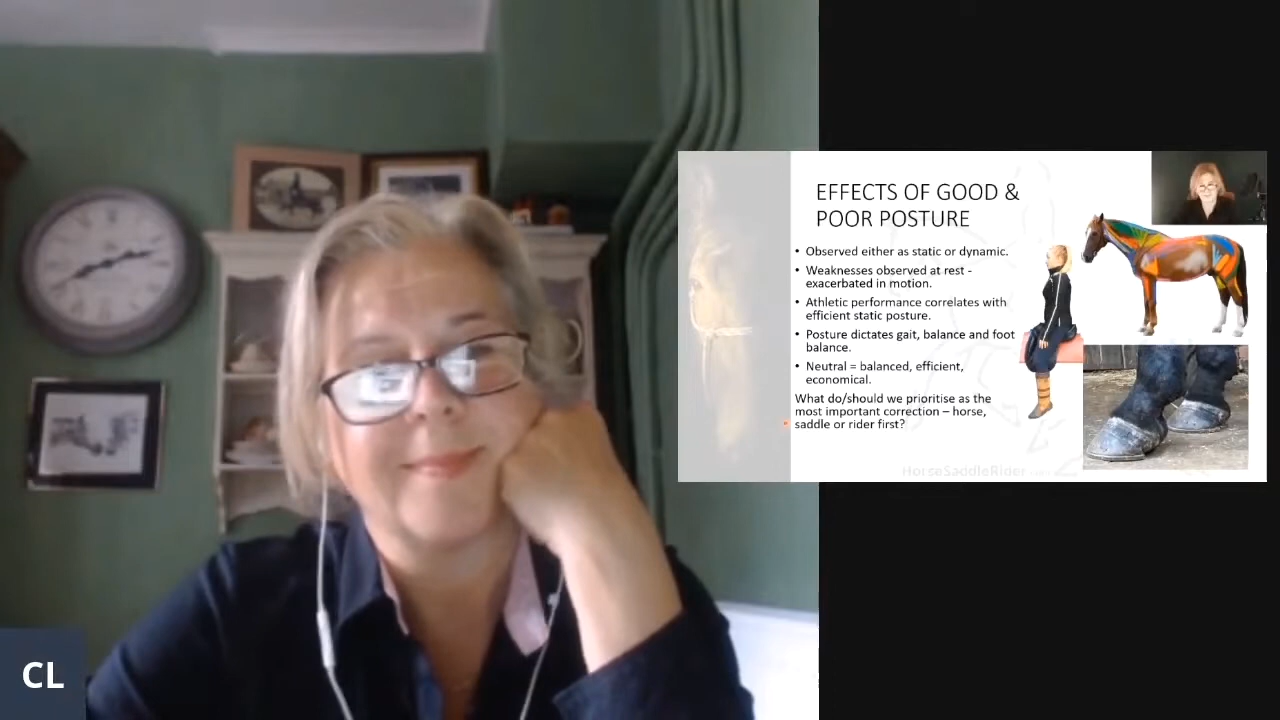 EFFECTS OF GOOD &
POOR POSTURE
• Observed either as static or dynamic.
• Weaknesses observed at rest -
exacerbated in motion.
• Athletic performance correlates with
efficient static posture.
• Posture dictates gait, balance and foot
balance.
• Neutral = balanced, efficient,
economical.
What do/should we prioritise as the
most important correction – horse,
saddle or rider first?
HorseSaddleRider
CL